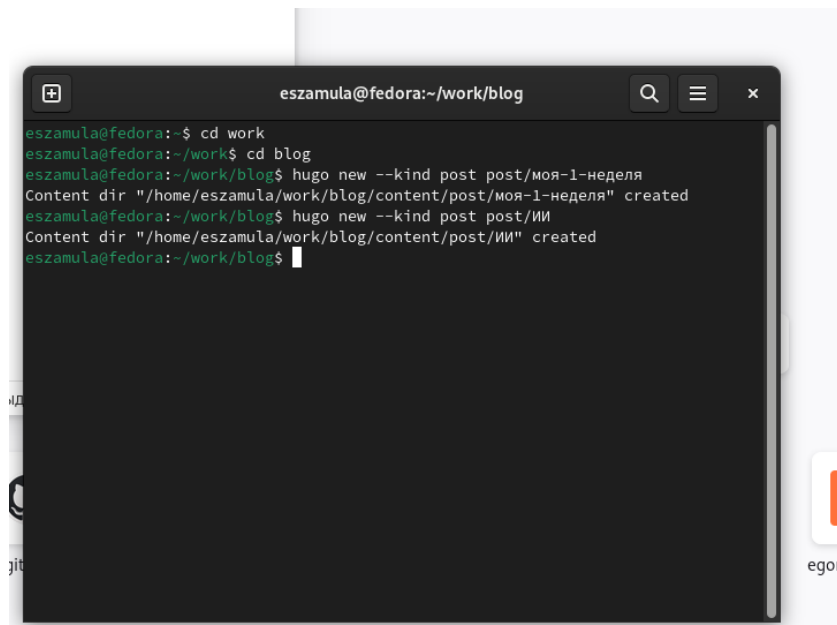 eszamula@fedora:~/work/blog
eszamula@fedora:~$ cd work
eszamula@fedora:~/work$ cd blog
eszamula@fedora:~/work/blog$ hugo new --kind post post/моя-1-неделя
Content dir "/home/eszamula/work/blog/content/post/моя-1-неделя" created
eszamula@fedora:~/work/blog$ hugo new --kind post post/ИИ
Content dir "/home/eszamula/work/blog/content/post/ИИ" created
eszamula@fedora:~/work/blog$